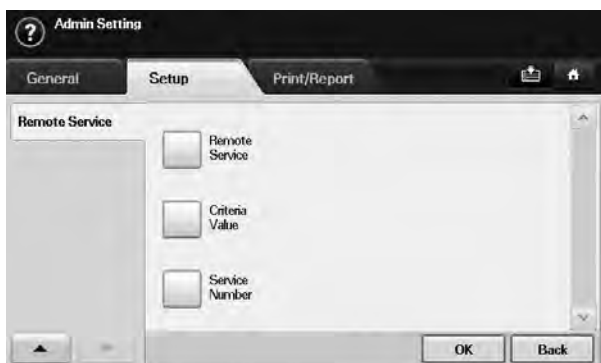 Admin Setting
General Setup Print/Report
Remote Service
Remote
Service
Criteria
Value
Service
Number
OK Back